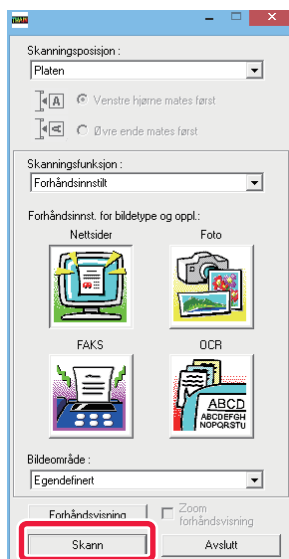 Skanningsposisjon :
Platen
A Venstre hjørne mates først
A Øvre ende mates først
Skanningsfunksjon :
Forhåndsinnstilt
Forhåndsinnst. for bildetype og oppl.:
Nettsider Foto
FAKS OCR
ABCD
ABCDEFGH
NOPQRSTU
Bildeområde :
Egendefinert
Forhåndsvisning Zoom
forhåndsvisning
Skann Avslutt